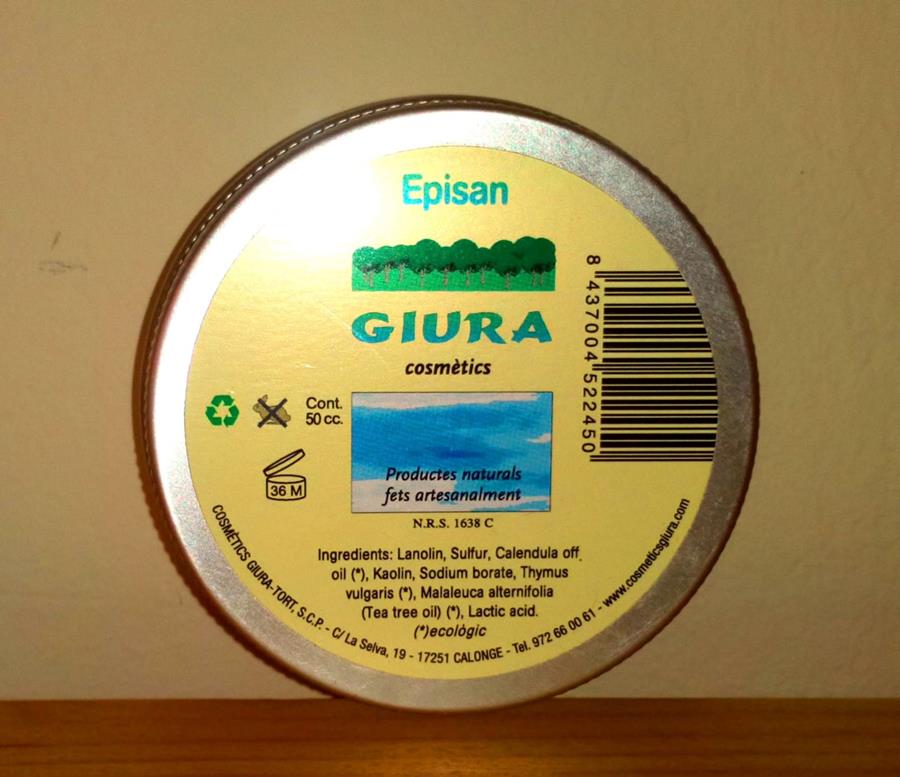 Episan
GIURA
cosmètics
Cont.
50 cc.
36 M
Productes naturals
fets artesanalment
N.R.S. 1638 C
Ingredients: Lanolin, Sulfur, Calendula off.
oil (*), Kaolin, Sodium borate, Thymus
vulgaris (*), Malaleuca alternifolia
(Tea tree oil) (*), Lactic acid.
(*)ecològic
COSMÈTICS GIURA-TORT, S.C.P. - C/ La Selva, 19 - 17251 CALONGE - Tel. 972 66 00 61 - www.cosmeticsgiura.com
8 437004 522450